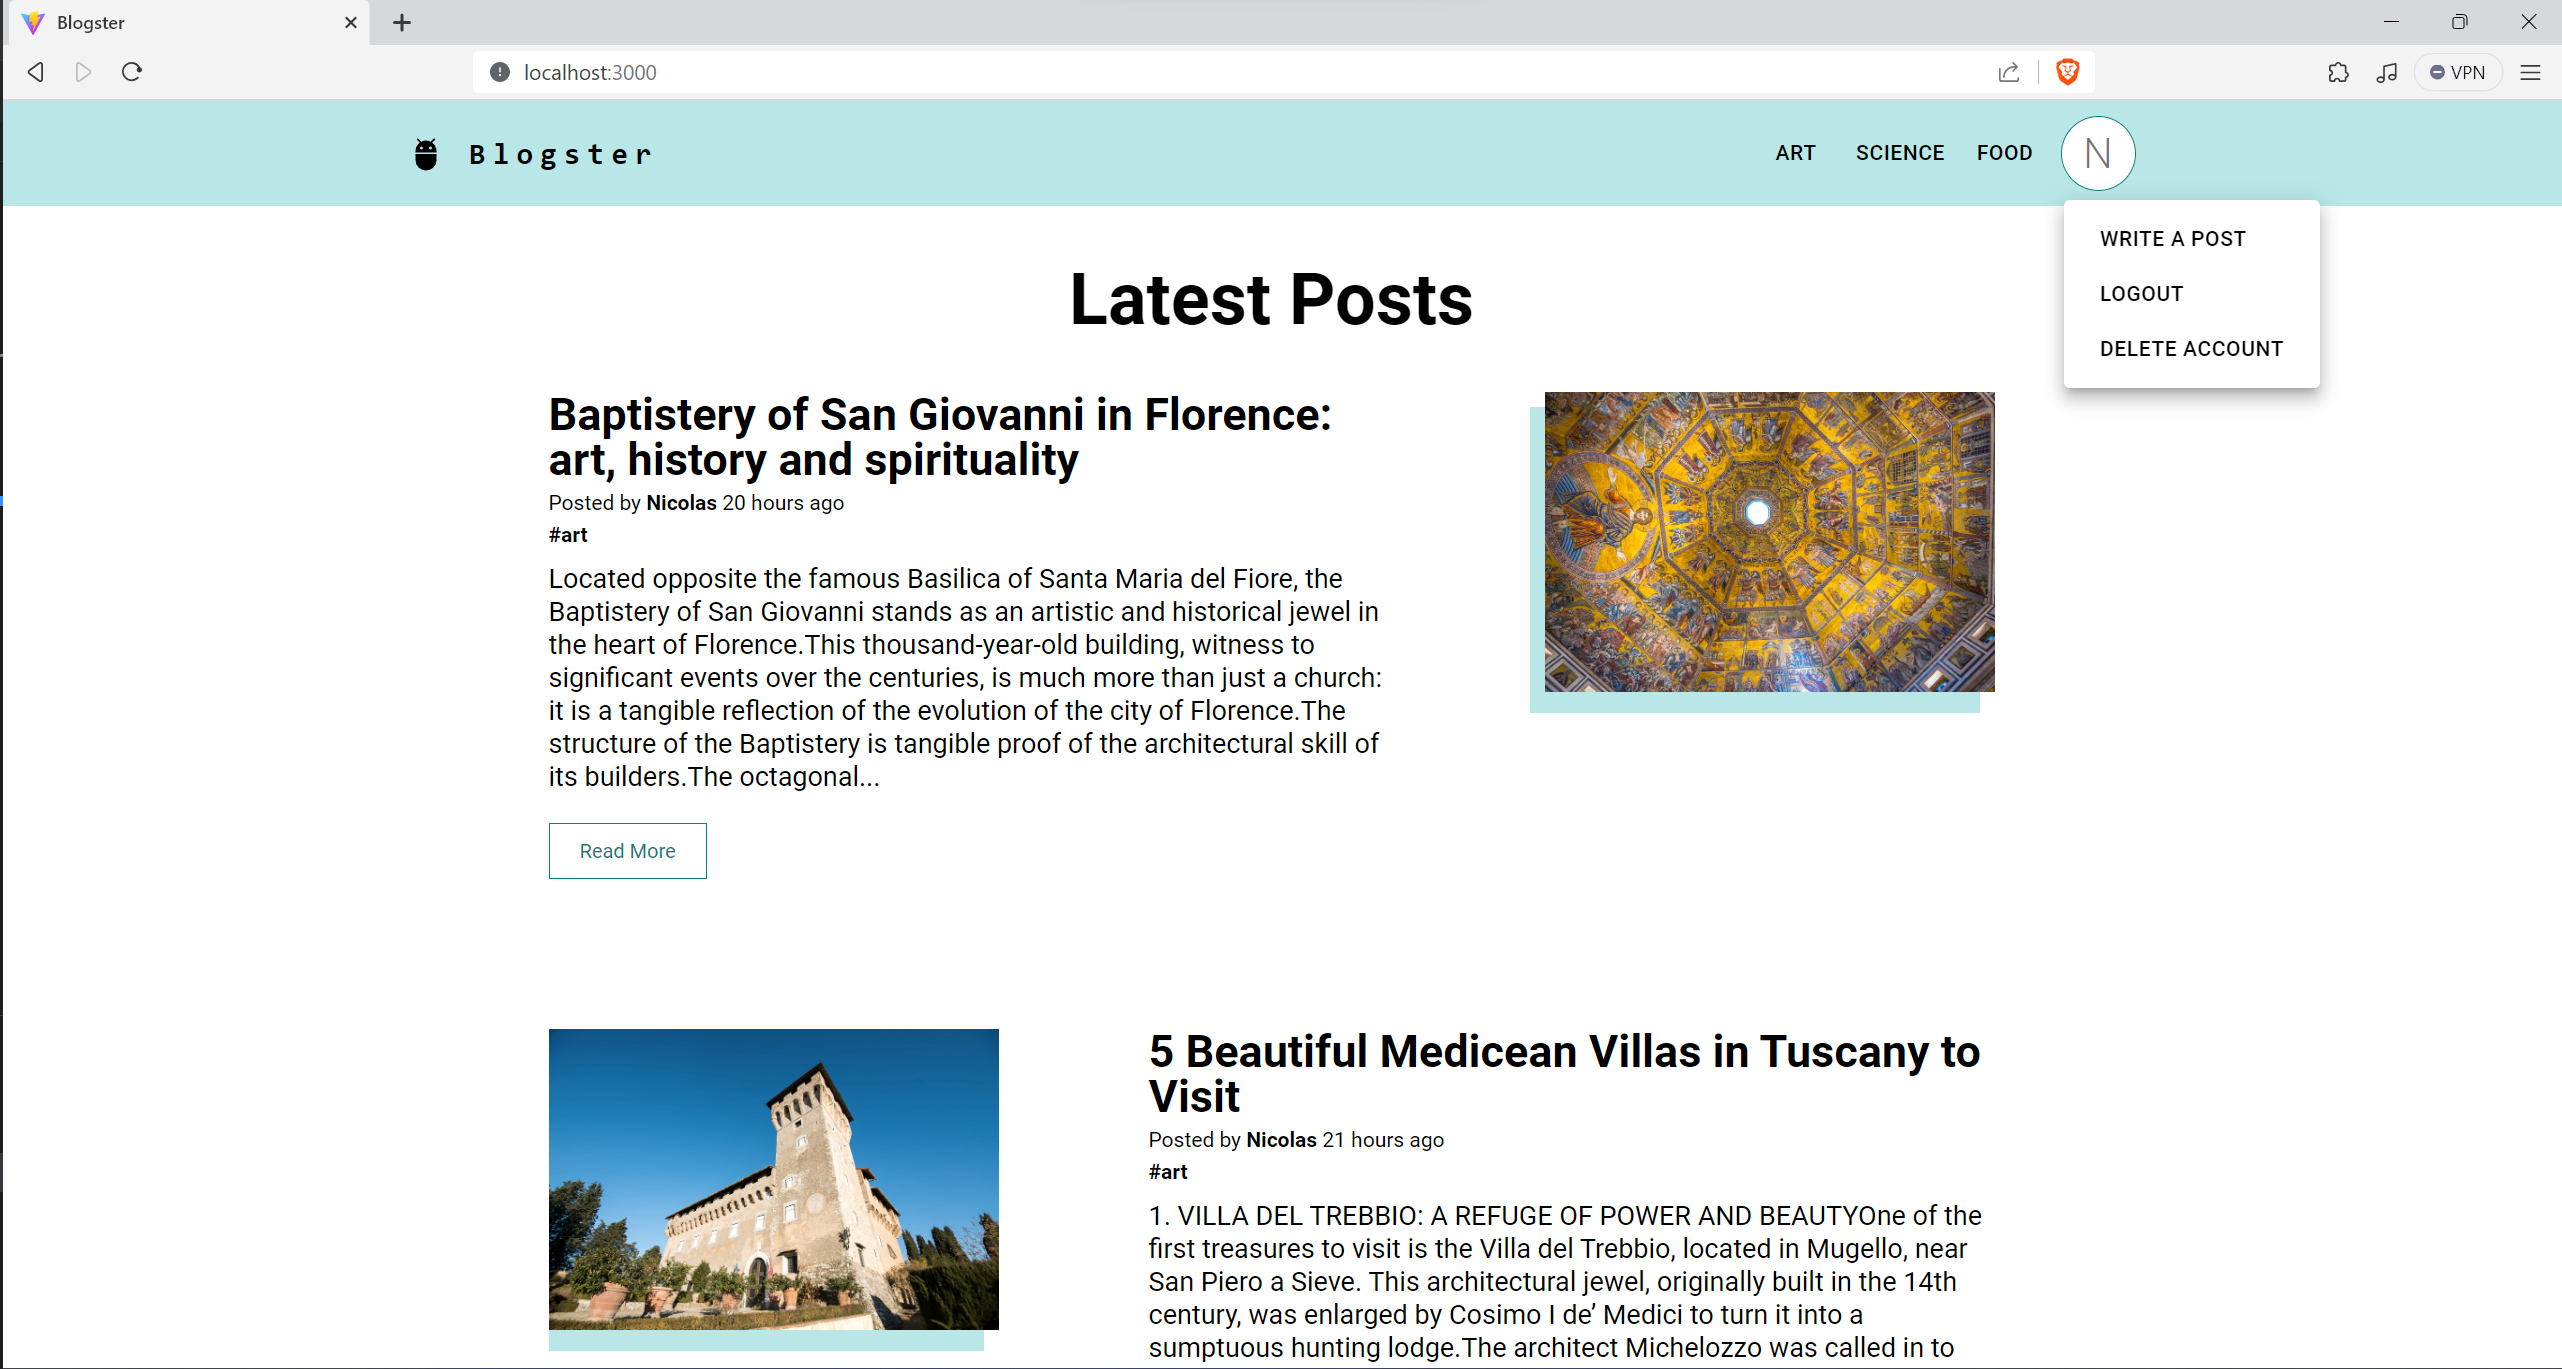 Blogster
localhost:3000
VPN
Blogster
ART SCIENCE FOOD N
WRITE A POST
LOGOUT
DELETE ACCOUNT
Latest Posts
Baptistery of San Giovanni in Florence:
art, history and spirituality
Posted by Nicolas 20 hours ago
#art
Located opposite the famous Basilica of Santa Maria del Fiore, the
Baptistery of San Giovanni stands as an artistic and historical jewel in
the heart of Florence.This thousand-year-old building, witness to
significant events over the centuries, is much more than just a church:
it is a tangible reflection of the evolution of the city of Florence.The
structure of the Baptistery is tangible proof of the architectural skill of
its builders.The octagonal...
Read More
5 Beautiful Medicean Villas in Tuscany to
Visit
Posted by Nicolas 21 hours ago
#art
1. VILLA DEL TREBBIO: A REFUGE OF POWER AND BEAUTYOne of the
first treasures to visit is the Villa del Trebbio, located in Mugello, near
San Piero a Sieve. This architectural jewel, originally built in the 14th
century, was enlarged by Cosimo I de’ Medici to turn it into a
sumptuous hunting lodge.The architect Michelozzo was called in to